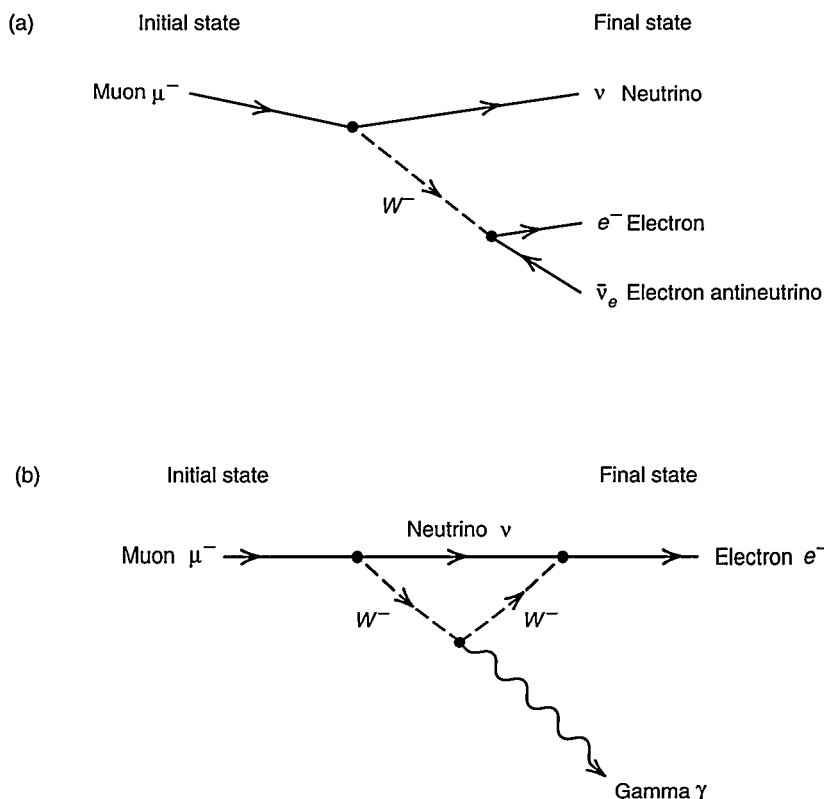 (a) Initial state Final state
Muon μ⁻ ν Neutrino
W⁻
e⁻ Electron
ν̄ₑ Electron antineutrino
(b) Initial state Final state
Neutrino ν
Muon μ⁻ Electron e⁻
W⁻ W⁻
Gamma γ